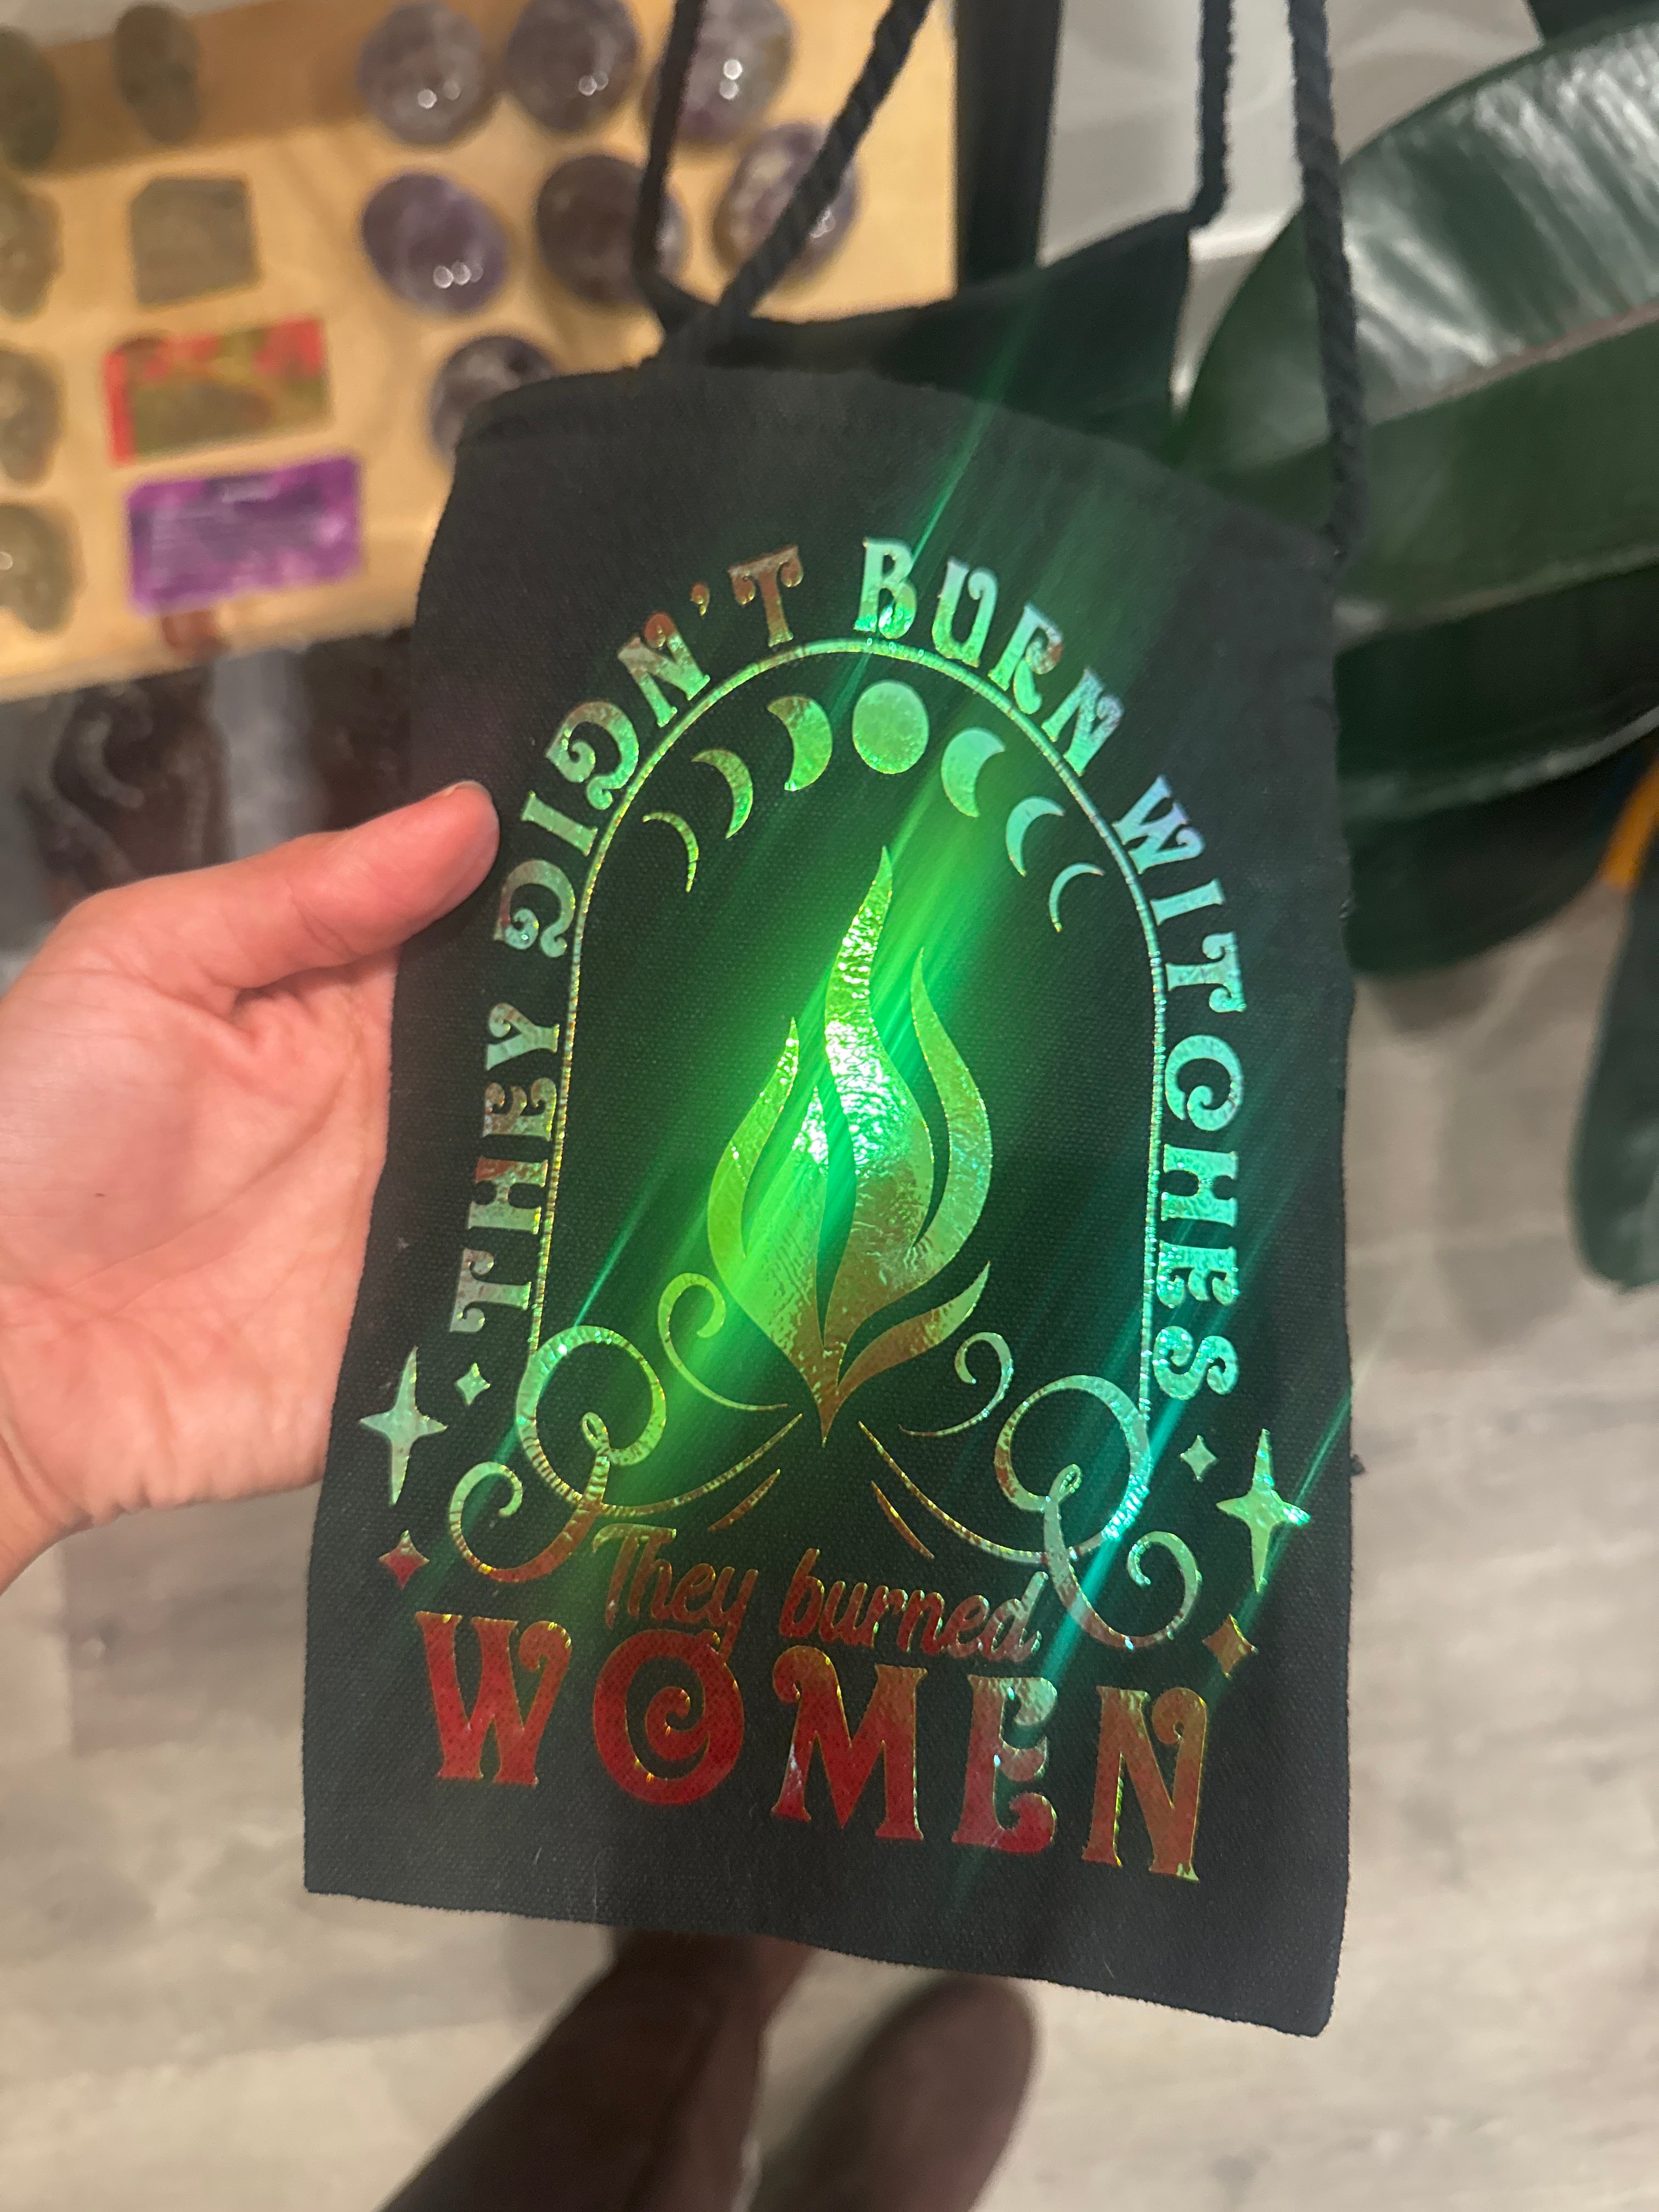 THEY DIDN'T BURN WITCHES
They burned
WOMEN